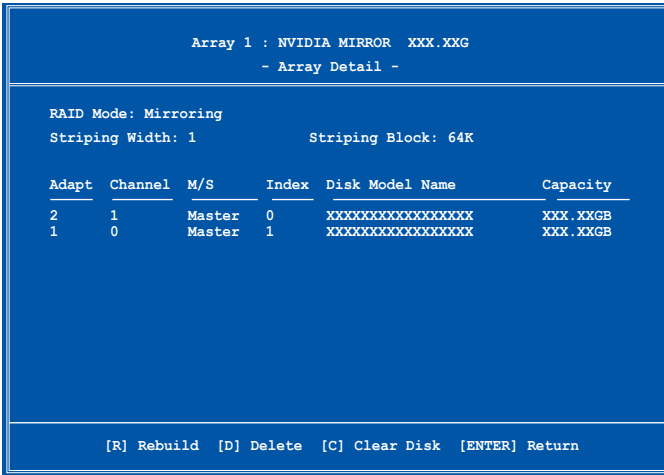 Array 1 : NVIDIA MIRROR  XXX.XXG
- Array Detail -
RAID Mode: Mirroring
Striping Width: 1    Striping Block: 64K
Adapt  Channel  M/S  Index  Disk Model Name  Capacity
2  1  Master  0  XXXXXXXXXXXXXXXXX  XXX.XXGB
1  0  Master  1  XXXXXXXXXXXXXXXXX  XXX.XXGB
[R] Rebuild  [D] Delete  [C] Clear Disk  [ENTER] Return